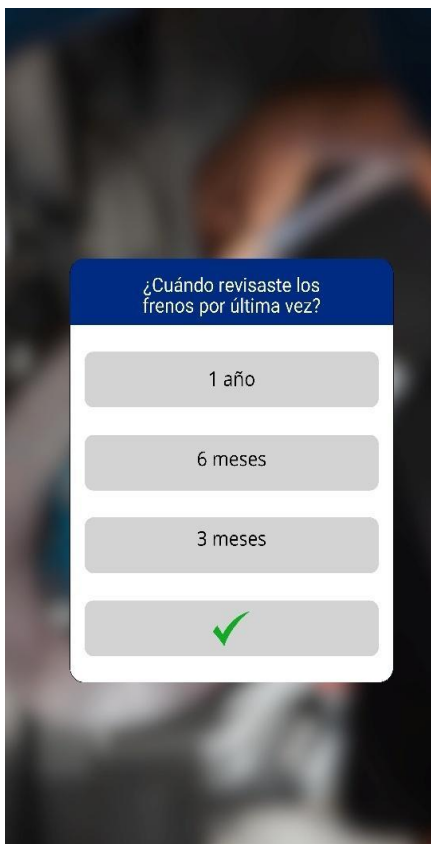 ¿Cuándo revisaste los
frenos por última vez?
1 año
6 meses
3 meses